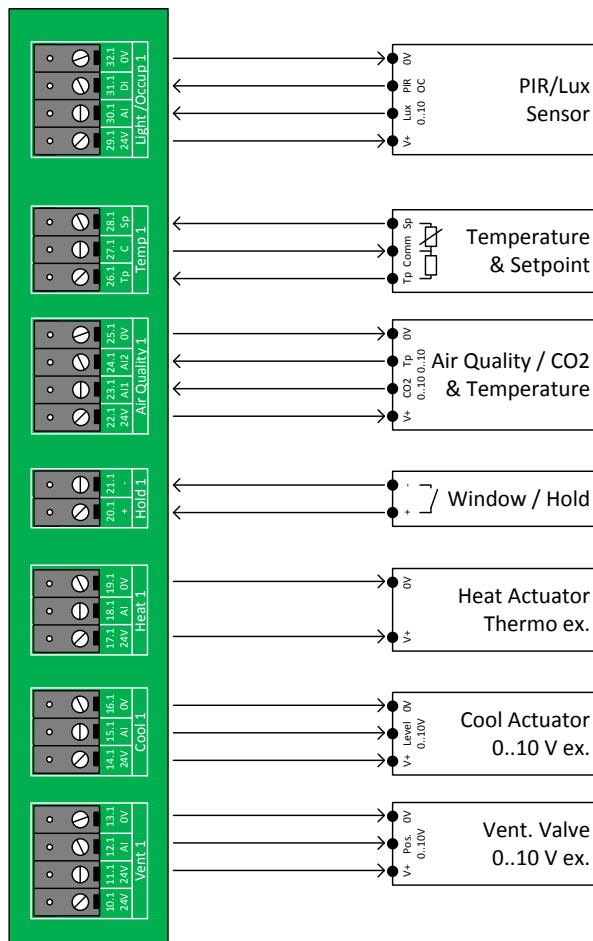 32.1 0V
31.1 DI
30.1 AI
29.1 24V
Light /Occup 1
0V
PIR OC
Lux 0..10
V+
PIR/Lux
Sensor
28.1 Sp
27.1 C
26.1 Tp
Temp 1
Sp
Comm
Tp
Temperature
& Setpoint
25.1 0V
24.1 AI2
23.1 AI1
22.1 24V
Air Quality 1
0V
Tp 0..10
CO2 0..10
V+
Air Quality / CO2
& Temperature
21.1 -
20.1 +
Hold 1
-
+
Window / Hold
19.1 0V
18.1 AI
17.1 24V
Heat 1
0V
V+
Heat Actuator
Thermo ex.
16.1 0V
15.1 AI
14.1 24V
Cool 1
0V
Level 0..10V
V+
Cool Actuator
0..10 V ex.
13.1 0V
12.1 AI
11.1 24V
10.1 24V
Vent 1
0V
Pos. 0..10V
V+
Vent. Valve
0..10 V ex.